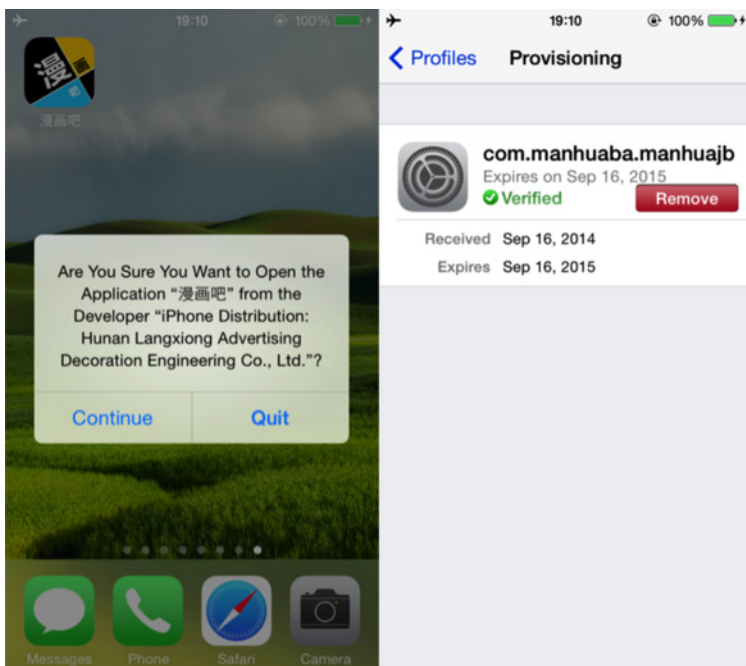 19:10
100%
漫画吧
漫画吧
Are You Sure You Want to Open the
Application “漫画吧” from the
Developer “iPhone Distribution:
Hunan Langxiong Advertising
Decoration Engineering Co., Ltd.”?
Continue Quit
Messages Phone Safari Camera
19:10
100%
Profiles Provisioning
com.manhuaba.manhuajb
Expires on Sep 16, 2015
Verified
Remove
Received Sep 16, 2014
Expires Sep 16, 2015